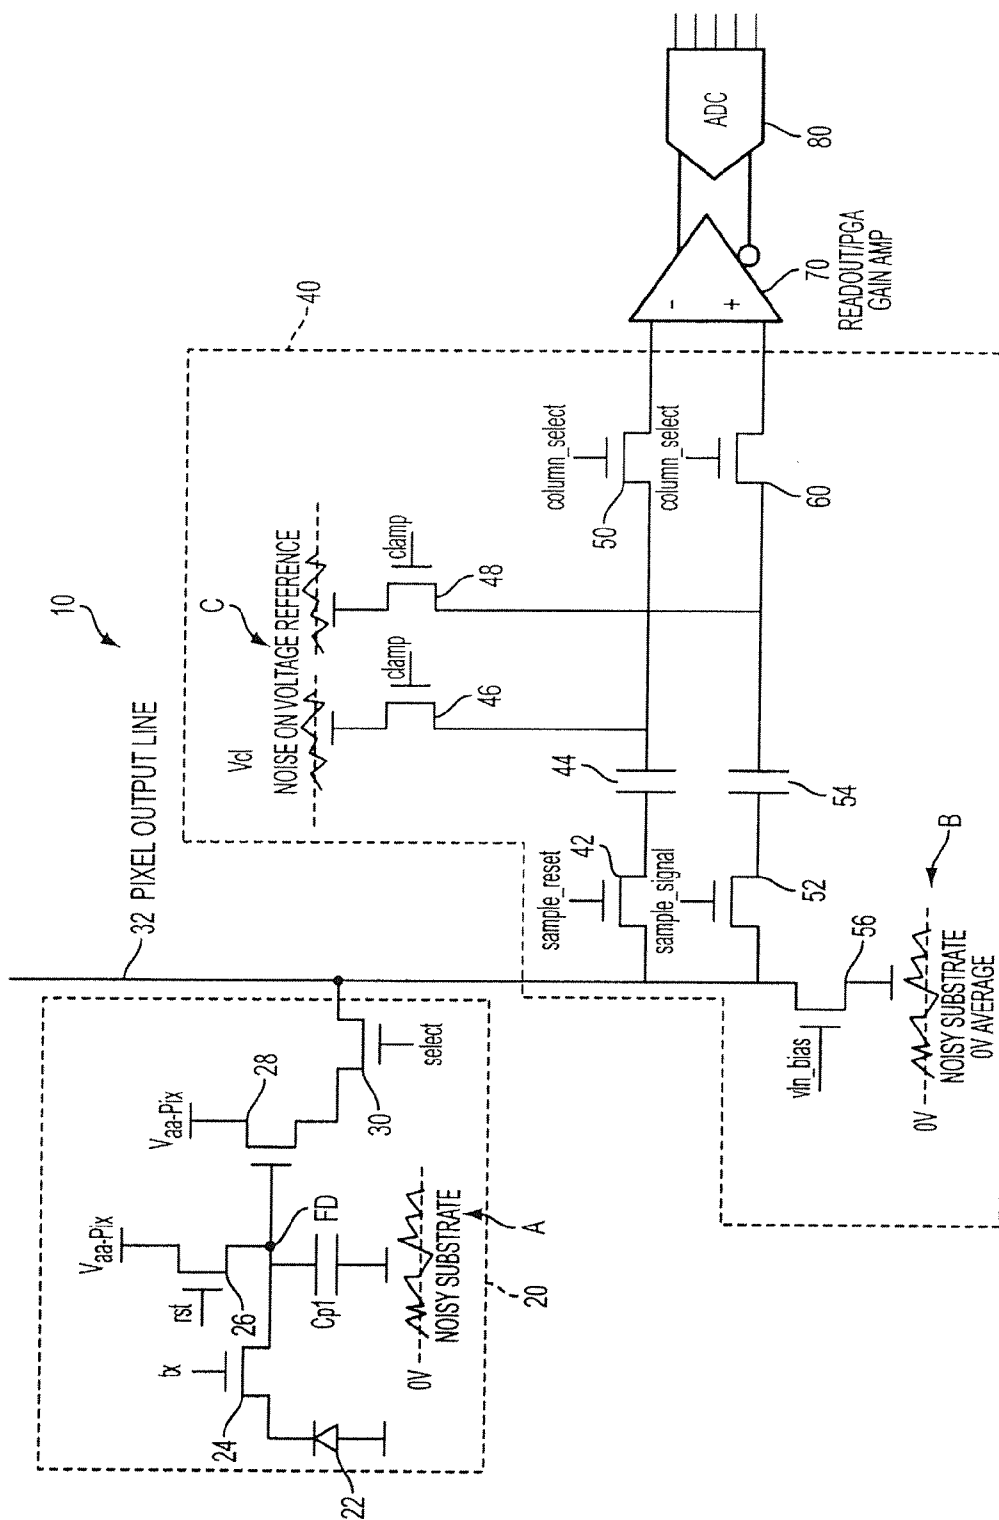 10
32 PIXEL OUTPUT LINE
40
Vaa-Pix
Vaa-Pix
rst
tx
24
26
28
22
FD
Cp1
30
select
0V
NOISY SUBSTRATE
A
20
Vcl
NOISE ON VOLTAGE REFERENCE
C
clamp
clamp
46
48
sample_reset
42
44
column_select
50
sample_signal
52
54
column_select
60
vln_bias
56
0V
NOISY SUBSTRATE
0V AVERAGE
B
-
+
70
READOUT/PGA
GAIN AMP
ADC
80